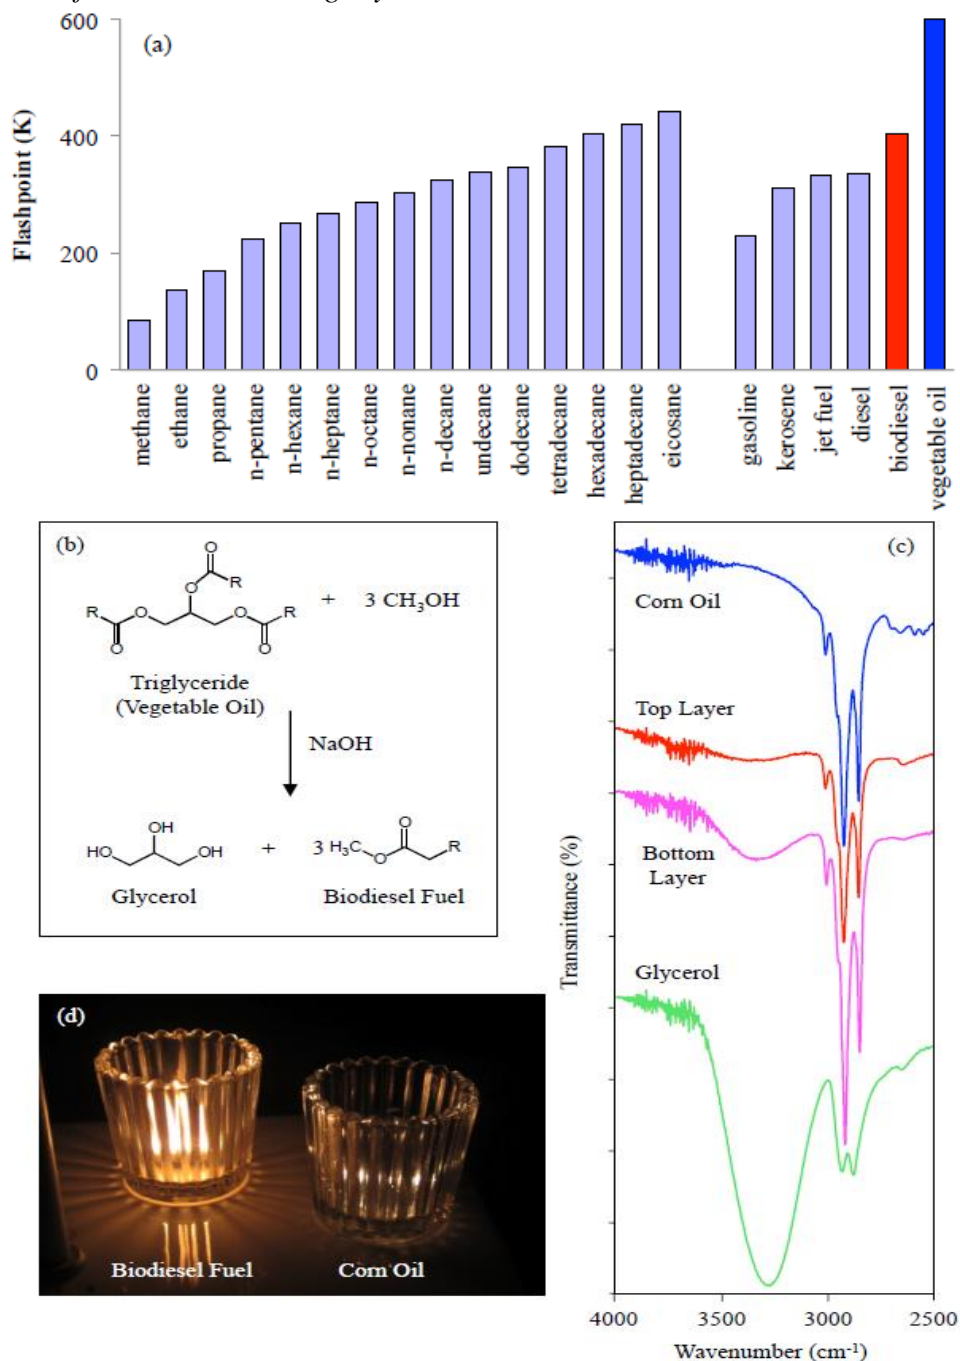 (a)
Flashpoint (K)
600
400
200
0
methane
ethane
propane
n-pentane
n-hexane
n-heptane
n-octane
n-nonane
n-decane
undecane
dodecane
tetradecane
hexadecane
heptadecane
eicosane
gasoline
kerosene
jet fuel
diesel
biodiesel
vegetable oil
(b)
O
R
O
R
O
O
R
O
O
+ 3 CH3OH
Triglyceride
(Vegetable Oil)
NaOH
OH
HO
OH
+
3 H3C
O
O
R
Glycerol
Biodiesel Fuel
(c)
Corn Oil
Top Layer
Bottom
Layer
Glycerol
Transmittance (%)
4000 3500 3000 2500
Wavenumber (cm-1)
(d)
Biodiesel Fuel
Corn Oil